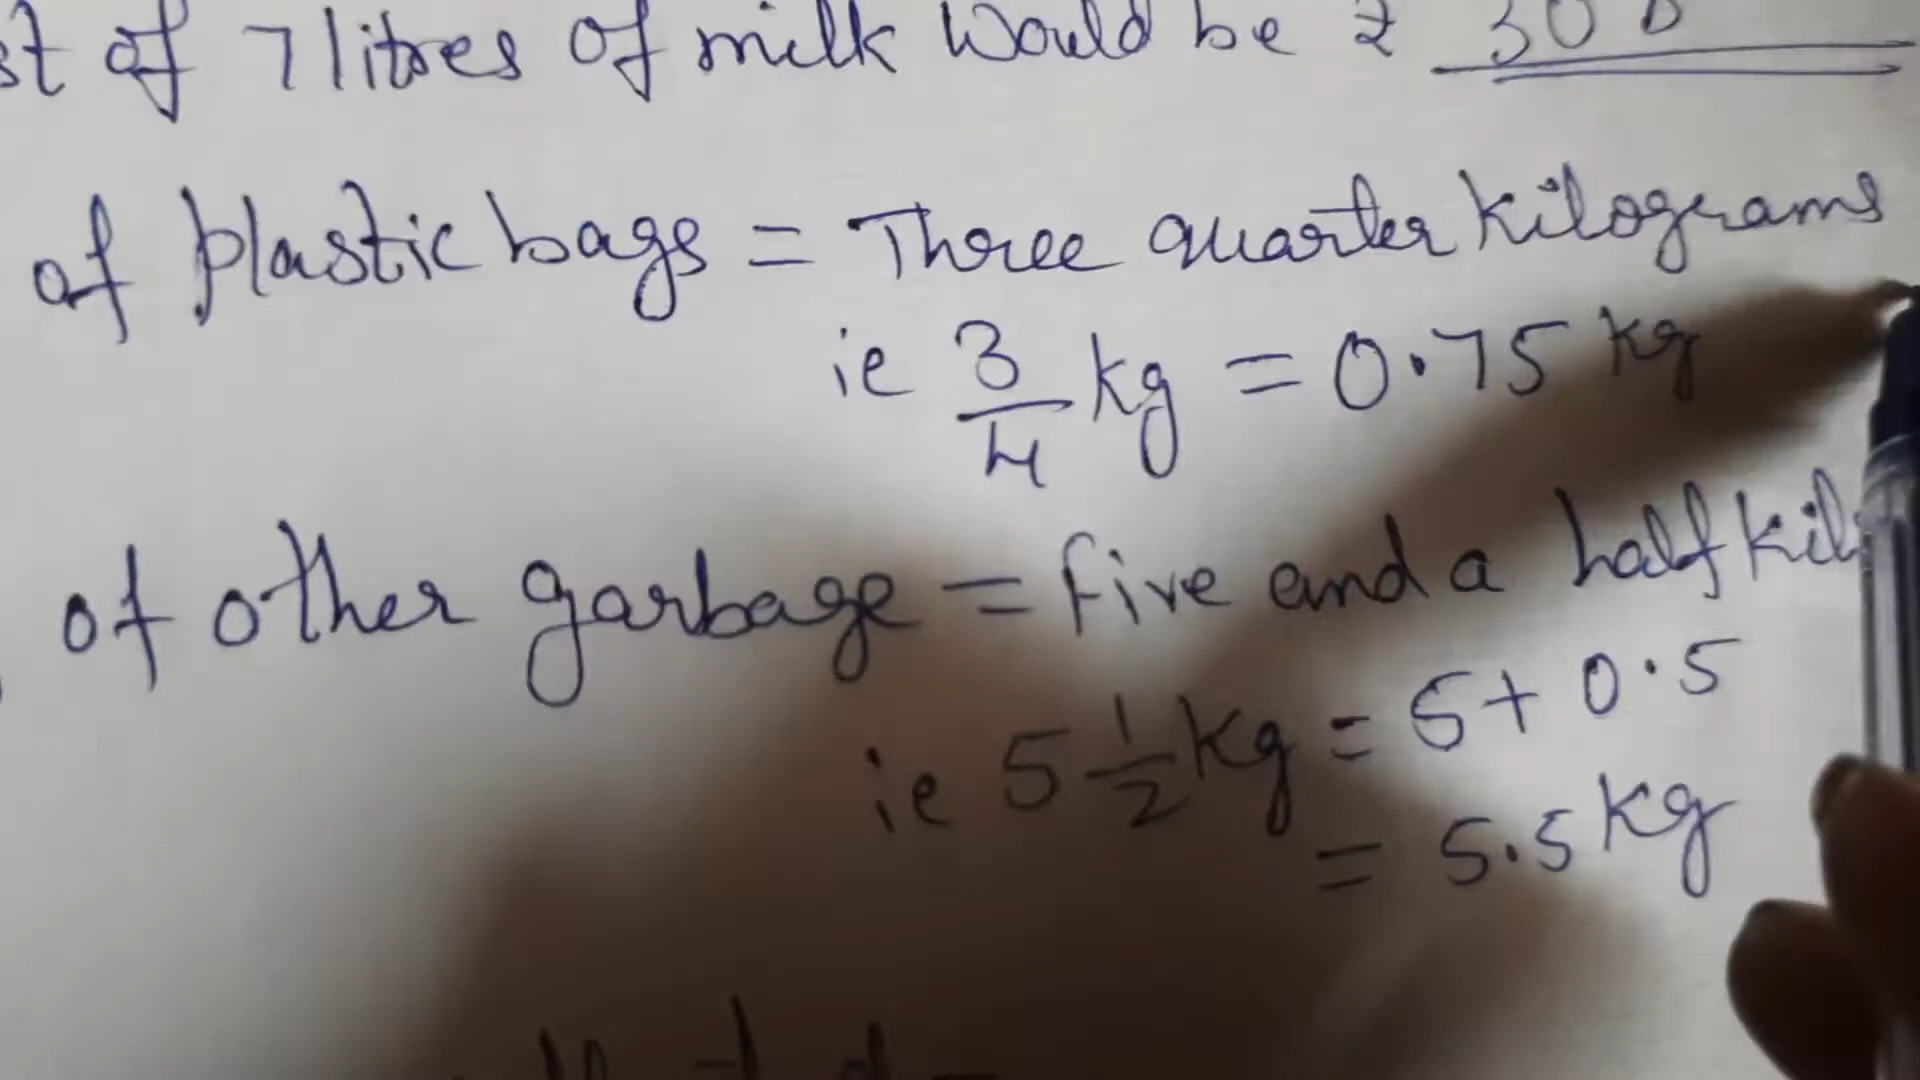 of 7 litres of milk Would be ₹ 308
of plastic bags = Three quarter kilograms
ie 3/4 kg = 0.75 kg
of other garbage = Five and a half
ie 5 1/2 kg = 5 + 0.5
= 5.5 kg